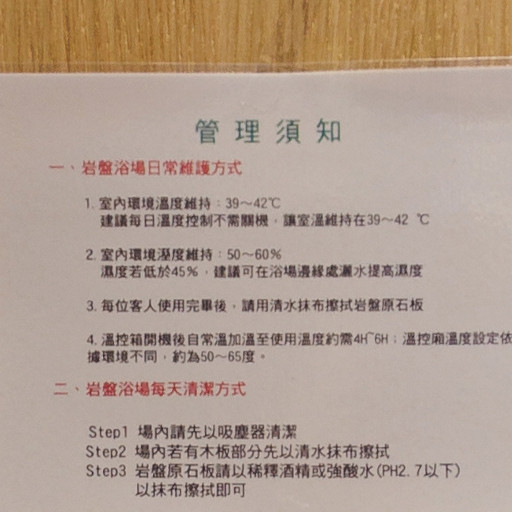 管理須知
一、岩盤浴場日常維護方式
1. 室內環境溫度維持：39～42℃
建議每日溫度控制不需關機，讓室溫維持在39～42 ℃
2. 室內環境溼度維持：50～60%
濕度若低於45%，建議可在浴場邊緣處灑水提高濕度
3. 每位客人使用完畢後，請用清水抹布擦拭岩盤原石板
4. 溫控箱開機後自常溫加溫至使用溫度約需4H~6H；溫控廂溫度設定依
據環境不同，約為50～65度。
二、岩盤浴場每天清潔方式
Step1 場內請先以吸塵器清潔
Step2 場內若有木板部分先以清水抹布擦拭
Step3 岩盤原石板請以稀釋酒精或強酸水(PH2.7以下)
以抹布擦拭即可